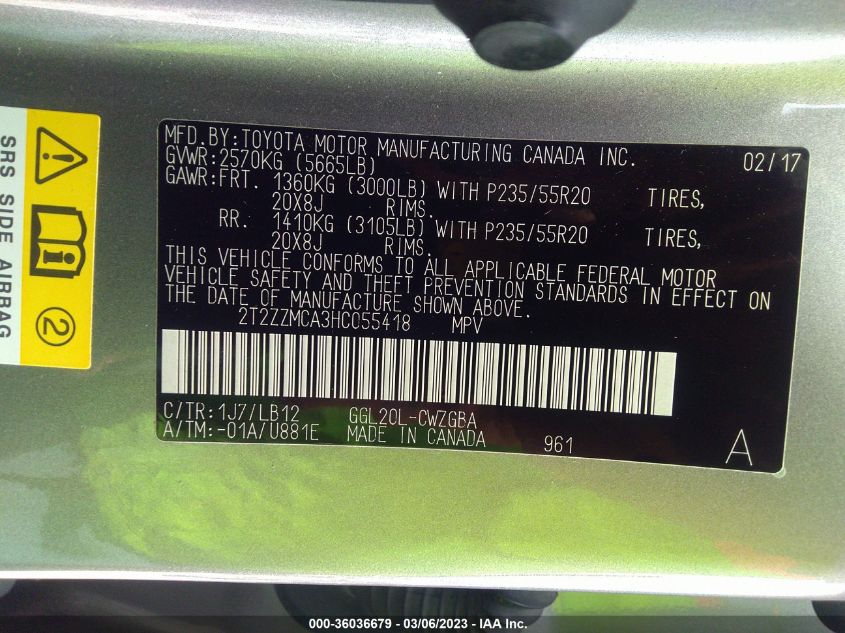 SRS SIDE AIRBAG
2
MFD.BY:TOYOTA MOTOR MANUFACTURING CANADA INC. 02/17
GVWR:2570KG (5665LB)
GAWR:FRT. 1360KG (3000LB) WITH P235/55R20 TIRES,
20X8J RIMS.
RR. 1410KG (3105LB) WITH P235/55R20 TIRES,
20X8J RIMS.
THIS VEHICLE CONFORMS TO ALL APPLICABLE FEDERAL MOTOR
VEHICLE SAFETY AND THEFT PREVENTION STANDARDS IN EFFECT ON
THE DATE OF MANUFACTURE SHOWN ABOVE.
2T2ZZMCA3HC055418 MPV
C/TR:1J7/LB12 GGL20L-CWZGBA
A/TM:-01A/U881E MADE IN CANADA 961 A
000-36036679 - 03/06/2023 - IAA Inc.